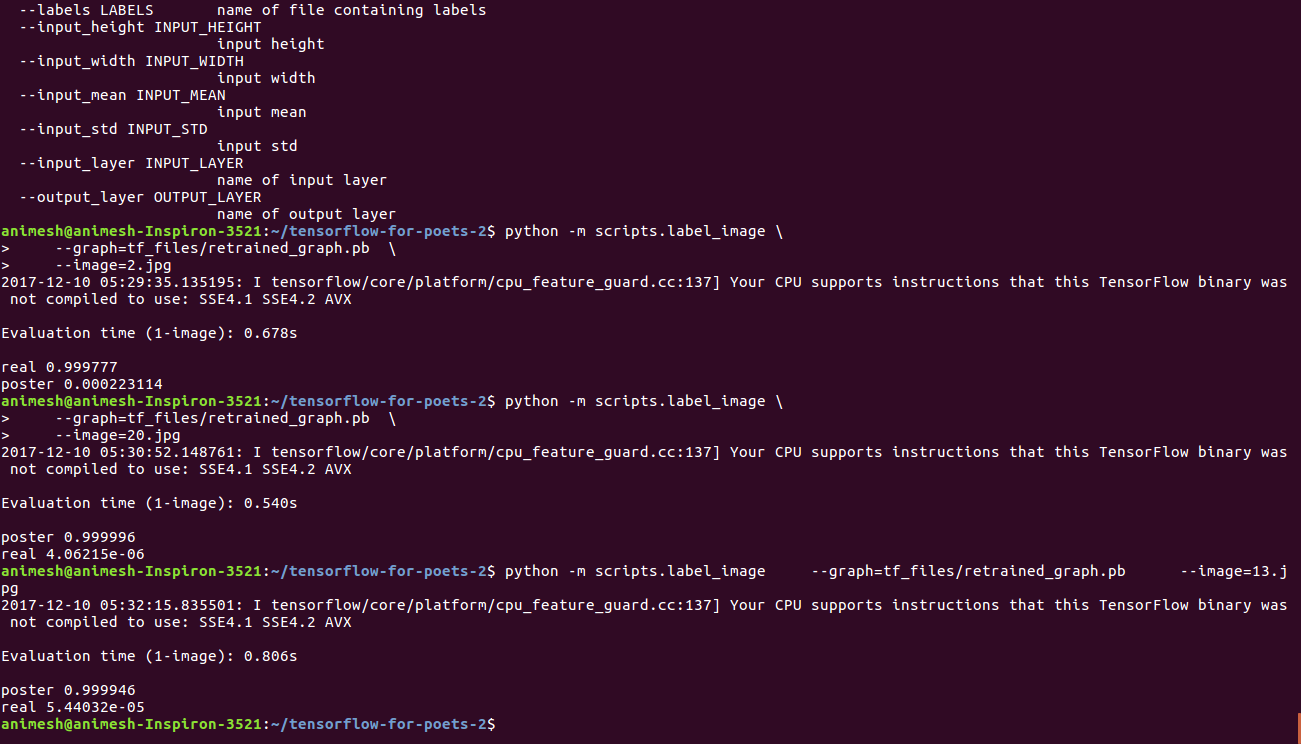 --labels LABELS       name of file containing labels
--input_height INPUT_HEIGHT
input height
--input_width INPUT_WIDTH
input width
--input_mean INPUT_MEAN
input mean
--input_std INPUT_STD
input std
--input_layer INPUT_LAYER
name of input layer
--output_layer OUTPUT_LAYER
name of output layer
animesh@animesh-Inspiron-3521:~/tensorflow-for-poets-2$ python -m scripts.label_image \
>     --graph=tf_files/retrained_graph.pb  \
>     --image=2.jpg
2017-12-10 05:29:35.135195: I tensorflow/core/platform/cpu_feature_guard.cc:137] Your CPU supports instructions that this TensorFlow binary was
not compiled to use: SSE4.1 SSE4.2 AVX
Evaluation time (1-image): 0.678s
real 0.999777
poster 0.000223114
animesh@animesh-Inspiron-3521:~/tensorflow-for-poets-2$ python -m scripts.label_image \
>     --graph=tf_files/retrained_graph.pb  \
>     --image=20.jpg
2017-12-10 05:30:52.148761: I tensorflow/core/platform/cpu_feature_guard.cc:137] Your CPU supports instructions that this TensorFlow binary was
not compiled to use: SSE4.1 SSE4.2 AVX
Evaluation time (1-image): 0.540s
poster 0.999996
real 4.06215e-06
animesh@animesh-Inspiron-3521:~/tensorflow-for-poets-2$ python -m scripts.label_image     --graph=tf_files/retrained_graph.pb      --image=13.j
pg
2017-12-10 05:32:15.835501: I tensorflow/core/platform/cpu_feature_guard.cc:137] Your CPU supports instructions that this TensorFlow binary was
not compiled to use: SSE4.1 SSE4.2 AVX
Evaluation time (1-image): 0.806s
poster 0.999946
real 5.44032e-05
animesh@animesh-Inspiron-3521:~/tensorflow-for-poets-2$